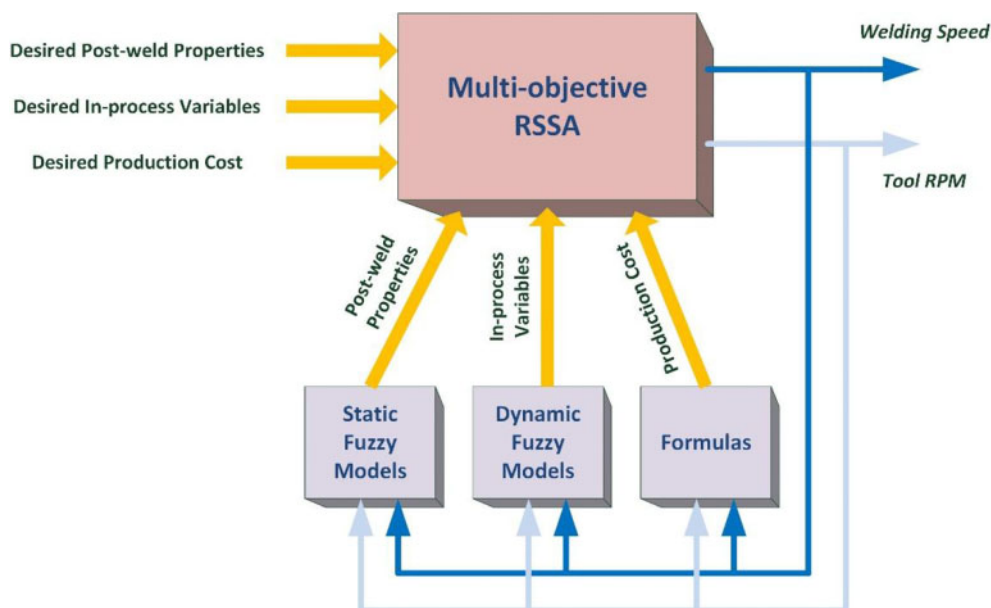 Desired Post-weld Properties
Desired In-process Variables
Desired Production Cost
Multi-objective
RSSA
Welding Speed
Tool RPM
Post-weld
Properties
In-process
Variables
Production Cost
Static
Fuzzy
Models
Dynamic
Fuzzy
Models
Formulas